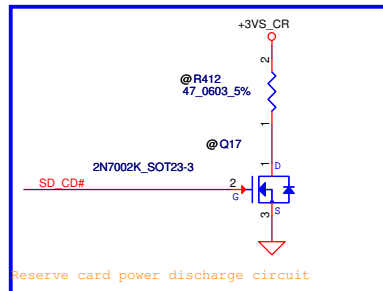 +3VS_CR
2
@R412
47_0603_5%
1
@Q17
2N7002K_SOT23-3
1 D
SD_CD#
2
G
3 S
Reserve card power discharge circuit